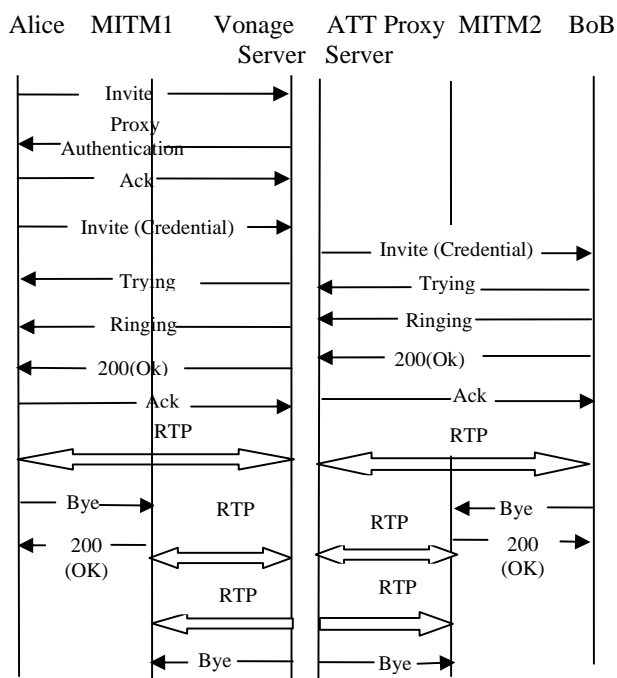 Alice MITM1 Vonage Server ATT Proxy Server MITM2 BoB
Invite
Proxy Authentication
Ack
Invite (Credential)
Invite (Credential)
Trying
Trying
Ringing
Ringing
200(Ok)
200(Ok)
Ack
Ack
RTP
RTP
Bye
RTP
RTP
Bye
200 (OK)
200 (OK)
RTP
RTP
Bye
Bye